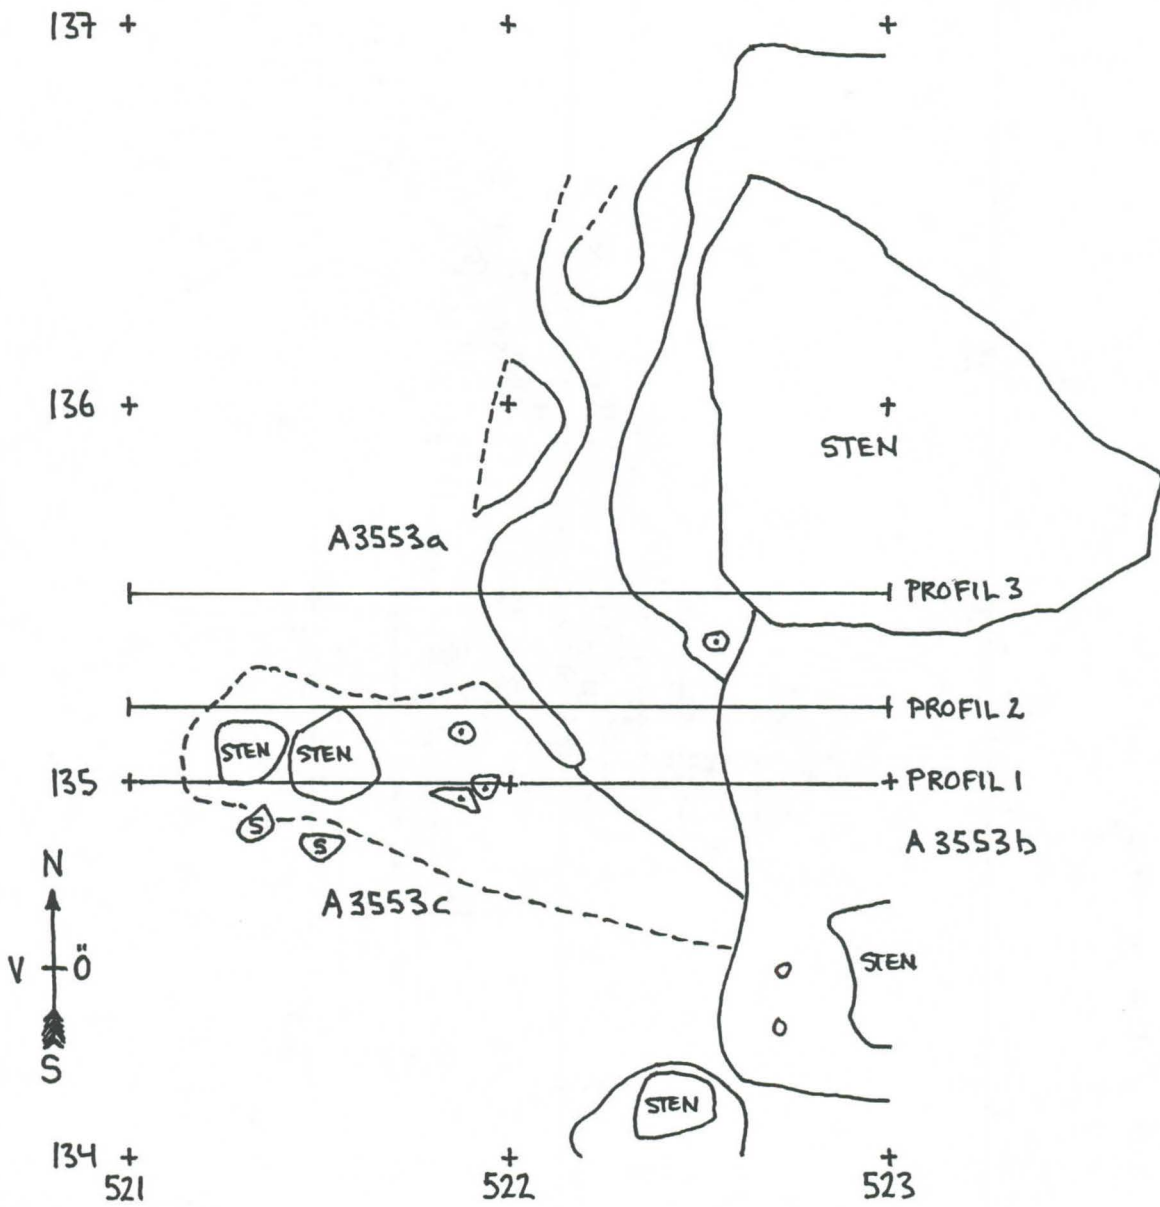 137
136
STEN
A3553a
PROFIL 3
PROFIL 2
STEN
STEN
135
PROFIL 1
S
S
A3553b
A3553c
N
V Ö
S
STEN
STEN
134
521
522
523